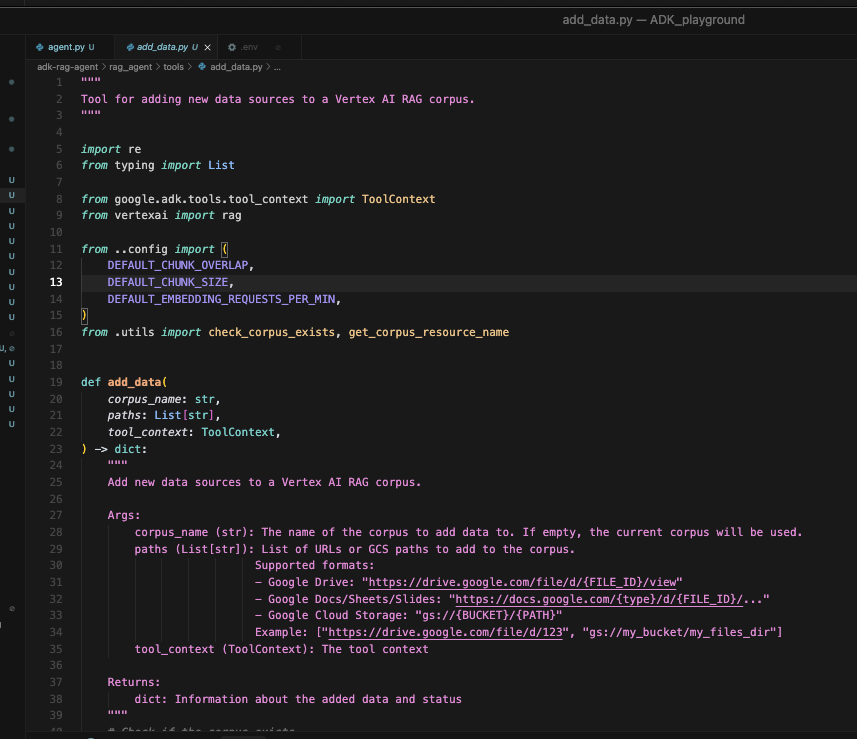 add_data.py — ADK_playground
agent.py U
add_data.py U ×
.env
adk-rag-agent > rag_agent > tools > add_data.py > ...
1 """
2 Tool for adding new data sources to a Vertex AI RAG corpus.
3 """
4
5 import re
6 from typing import List
7
8 from google.adk.tools.tool_context import ToolContext
9 from vertexai import rag
10
11 from ..config import (
12 DEFAULT_CHUNK_OVERLAP,
13 DEFAULT_CHUNK_SIZE,
14 DEFAULT_EMBEDDING_REQUESTS_PER_MIN,
15 )
16 from .utils import check_corpus_exists, get_corpus_resource_name
17
18
19 def add_data(
20 corpus_name: str,
21 paths: List[str],
22 tool_context: ToolContext,
23 ) -> dict:
24 """
25 Add new data sources to a Vertex AI RAG corpus.
26
27 Args:
28 corpus_name (str): The name of the corpus to add data to. If empty, the current corpus will be used.
29 paths (List[str]): List of URLs or GCS paths to add to the corpus.
30 Supported formats:
31 - Google Drive: "https://drive.google.com/file/d/{FILE_ID}/view"
32 - Google Docs/Sheets/Slides: "https://docs.google.com/{type}/d/{FILE_ID}/..."
33 - Google Cloud Storage: "gs://{BUCKET}/{PATH}"
34 Example: ["https://drive.google.com/file/d/123", "gs://my_bucket/my_files_dir"]
35 tool_context (ToolContext): The tool context
36
37 Returns:
38 dict: Information about the added data and status
39 """
40 # Check if the corpus exists
U
U
U
U
U
U
U
U
U
U
U,
U
U
U
U
U